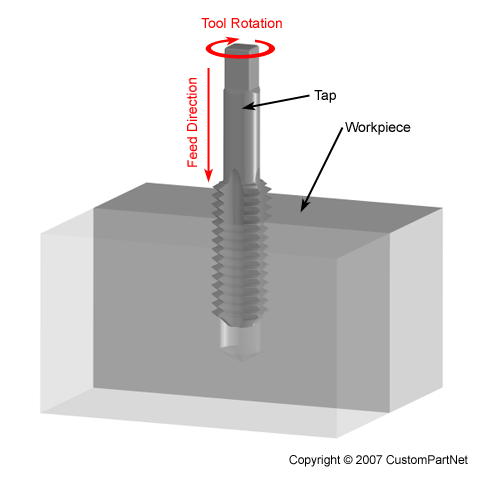 Tool Rotation
Feed Direction
Tap
Workpiece
Copyright © 2007 CustomPartNet